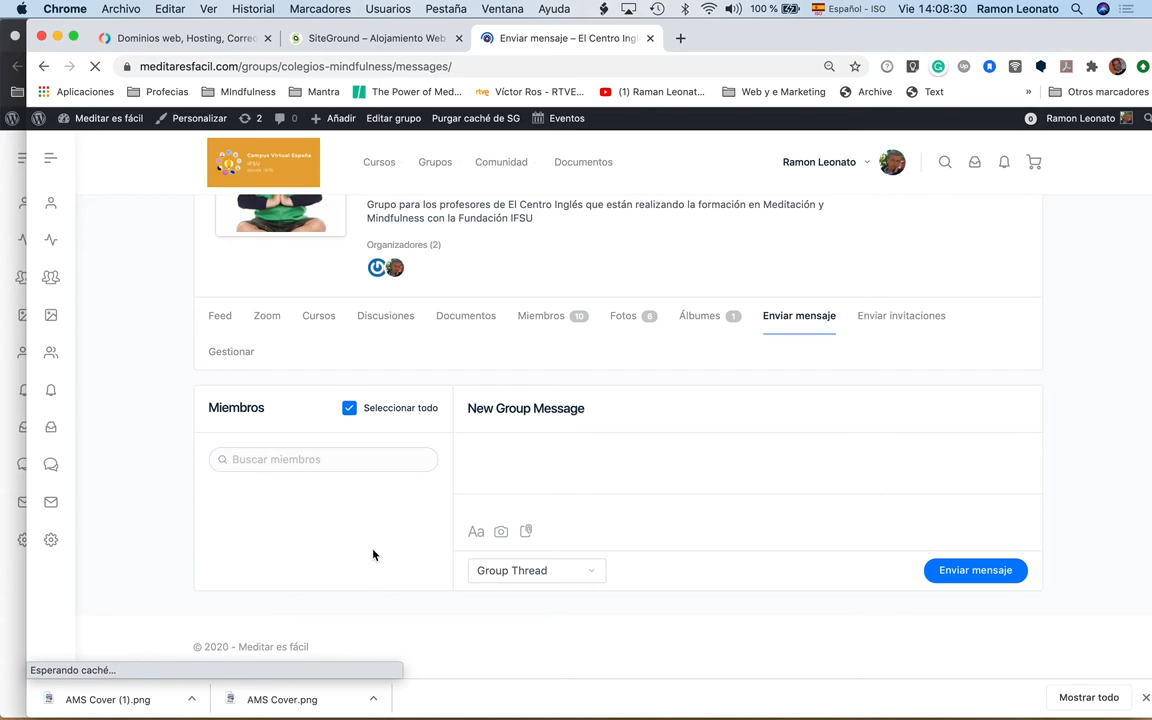 Chrome Archivo Editar Ver Historial Marcadores Usuarios Pestaña Ventana Ayuda 100 % Español - ISO Vie 14:08:30 Ramon Leonato
Dominios web, Hosting, Correo SiteGround – Alojamiento Web Enviar mensaje – El Centro Ingl
meditaresfacil.com/groups/colegios-mindfulness/messages/
Aplicaciones Profecias MIndfulness Mantra The Power of Med... Víctor Ros - RTVE... (1) Raman Leonat... Web y e Marketing Archive Text » Otros marcadores
Meditar es fácil Personalizar 2 0 Añadir Editar grupo Purgar caché de SG Eventos 0 Ramon Leonato
Campus Virtual España
IFSU
Cursos Grupos Comunidad Documentos Ramon Leonato
Grupo para los profesores de El Centro Inglés que están realizando la formación en Meditación y
Mindfulness con la Fundación IFSU
Organizadores (2)
Feed Zoom Cursos Discusiones Documentos Miembros 10 Fotos 6 Álbumes 1 Enviar mensaje Enviar invitaciones
Gestionar
Miembros Seleccionar todo New Group Message
Buscar miembros
Aa
Group Thread Enviar mensaje
© 2020 - Meditar es fácil
Esperando caché...
AMS Cover (1).png AMS Cover.png Mostrar todo